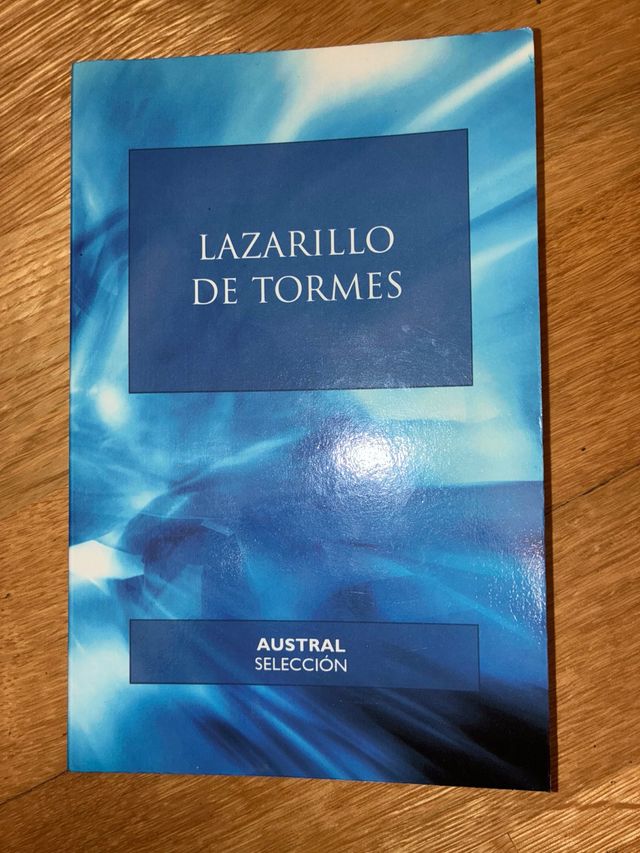 LAZARILLO
DE TORMES
AUSTRAL
SELECCIÓN